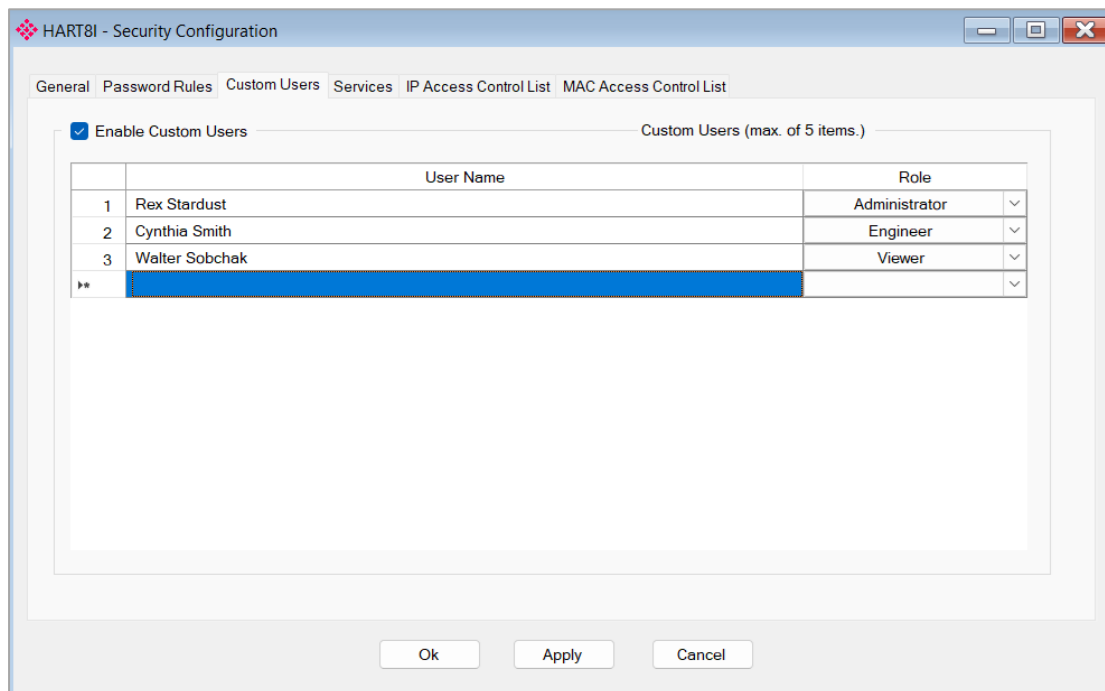 HART8I - Security Configuration
General Password Rules Custom Users Services IP Access Control List MAC Access Control List
Enable Custom Users Custom Users (max. of 5 items.)
User Name Role
1 Rex Stardust Administrator
2 Cynthia Smith Engineer
3 Walter Sobchak Viewer
Ok Apply Cancel